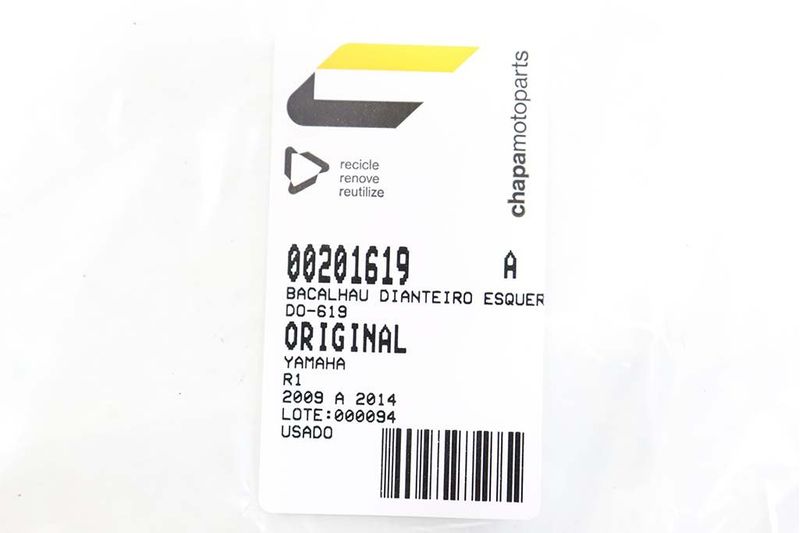 chapamotoparts
recicle
renove
reutilize
00201619 A
BACALHAU DIANTEIRO ESQUER
DO-619
ORIGINAL
YAMAHA
R1
2009 A 2014
LOTE:000094
USADO